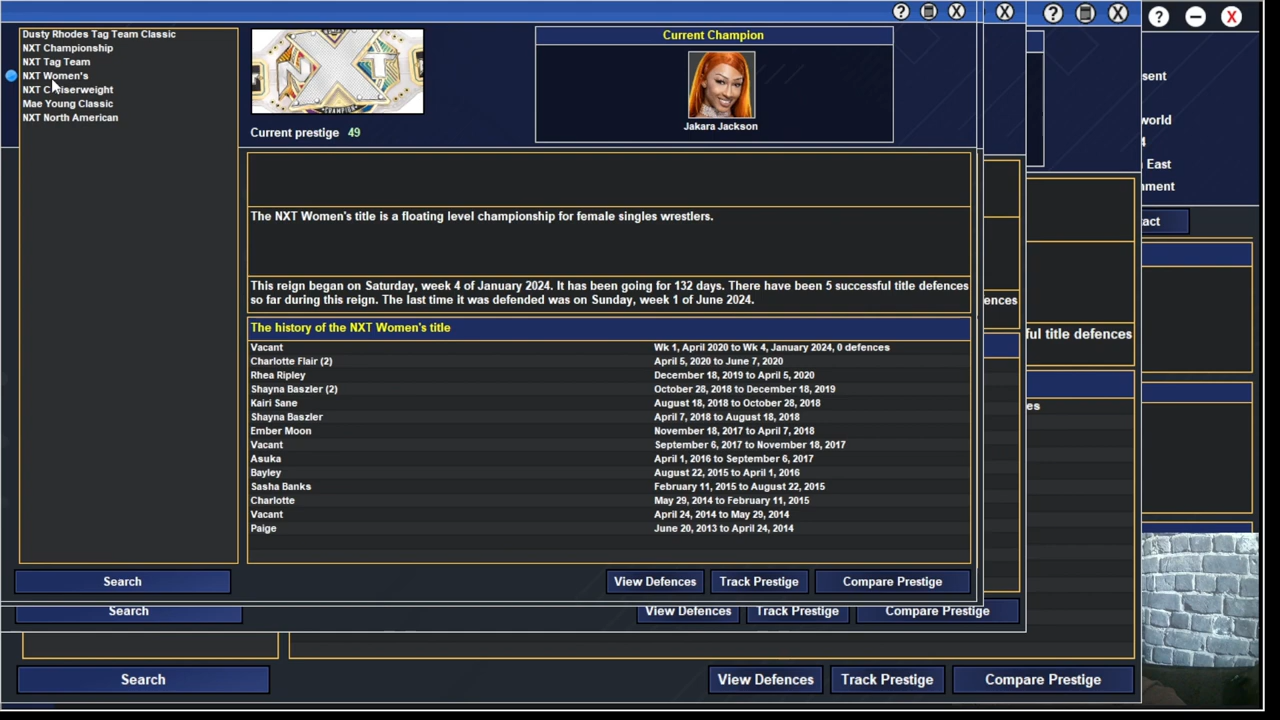 Dusty Rhodes Tag Team Classic
NXT Championship
NXT Tag Team
NXT Women's
NXT C iserweight
Mae Young Classic
NXT North American
Search
NXT
CHAMPION
Current prestige 49
Current Champion
Jakara Jackson
The NXT Women's title is a floating level championship for female singles wrestlers.
This reign began on Saturday, week 4 of January 2024. It has been going for 132 days. There have been 5 successful title defences
so far during this reign. The last time it was defended was on Sunday, week 1 of June 2024.
The history of the NXT Women's title
Vacant Wk 1, April 2020 to Wk 4, January 2024, 0 defences
Charlotte Flair (2) April 5, 2020 to June 7, 2020
Rhea Ripley December 18, 2019 to April 5, 2020
Shayna Baszler (2) October 28, 2018 to December 18, 2019
Kairi Sane August 18, 2018 to October 28, 2018
Shayna Baszler April 7, 2018 to August 18, 2018
Ember Moon November 18, 2017 to April 7, 2018
Vacant September 6, 2017 to November 18, 2017
Asuka April 1, 2016 to September 6, 2017
Bayley August 22, 2015 to April 1, 2016
Sasha Banks February 11, 2015 to August 22, 2015
Charlotte May 29, 2014 to February 11, 2015
Vacant April 24, 2014 to May 29, 2014
Paige June 20, 2013 to April 24, 2014
View Defences Track Prestige Compare Prestige
Search View Defences Track Prestige Compare Prestige
Search View Defences Track Prestige Compare Prestige
ences
ful title defences
es
sent
world
4
East
ment
act